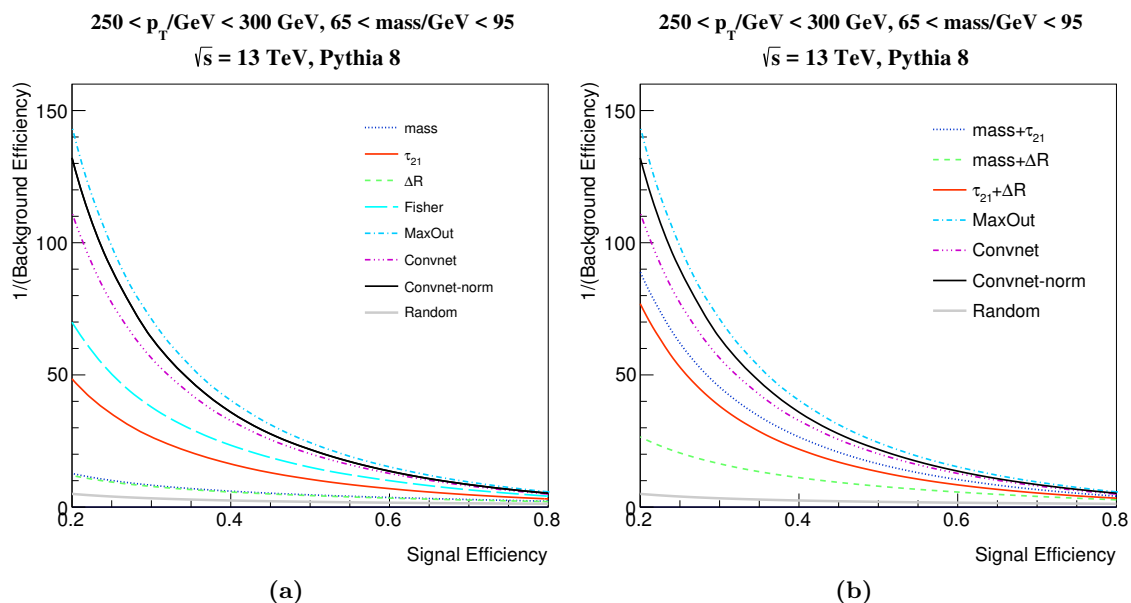 250 < p_T/GeV < 300 GeV, 65 < mass/GeV < 95
√s = 13 TeV, Pythia 8
1/(Background Efficiency)
150
100
50
0
0.2
0.4
0.6
0.8
Signal Efficiency
mass
τ₂₁
ΔR
Fisher
MaxOut
Convnet
Convnet-norm
Random
(a)
250 < p_T/GeV < 300 GeV, 65 < mass/GeV < 95
√s = 13 TeV, Pythia 8
1/(Background Efficiency)
150
100
50
0
0.2
0.4
0.6
0.8
Signal Efficiency
mass+τ₂₁
mass+ΔR
τ₂₁+ΔR
MaxOut
Convnet
Convnet-norm
Random
(b)